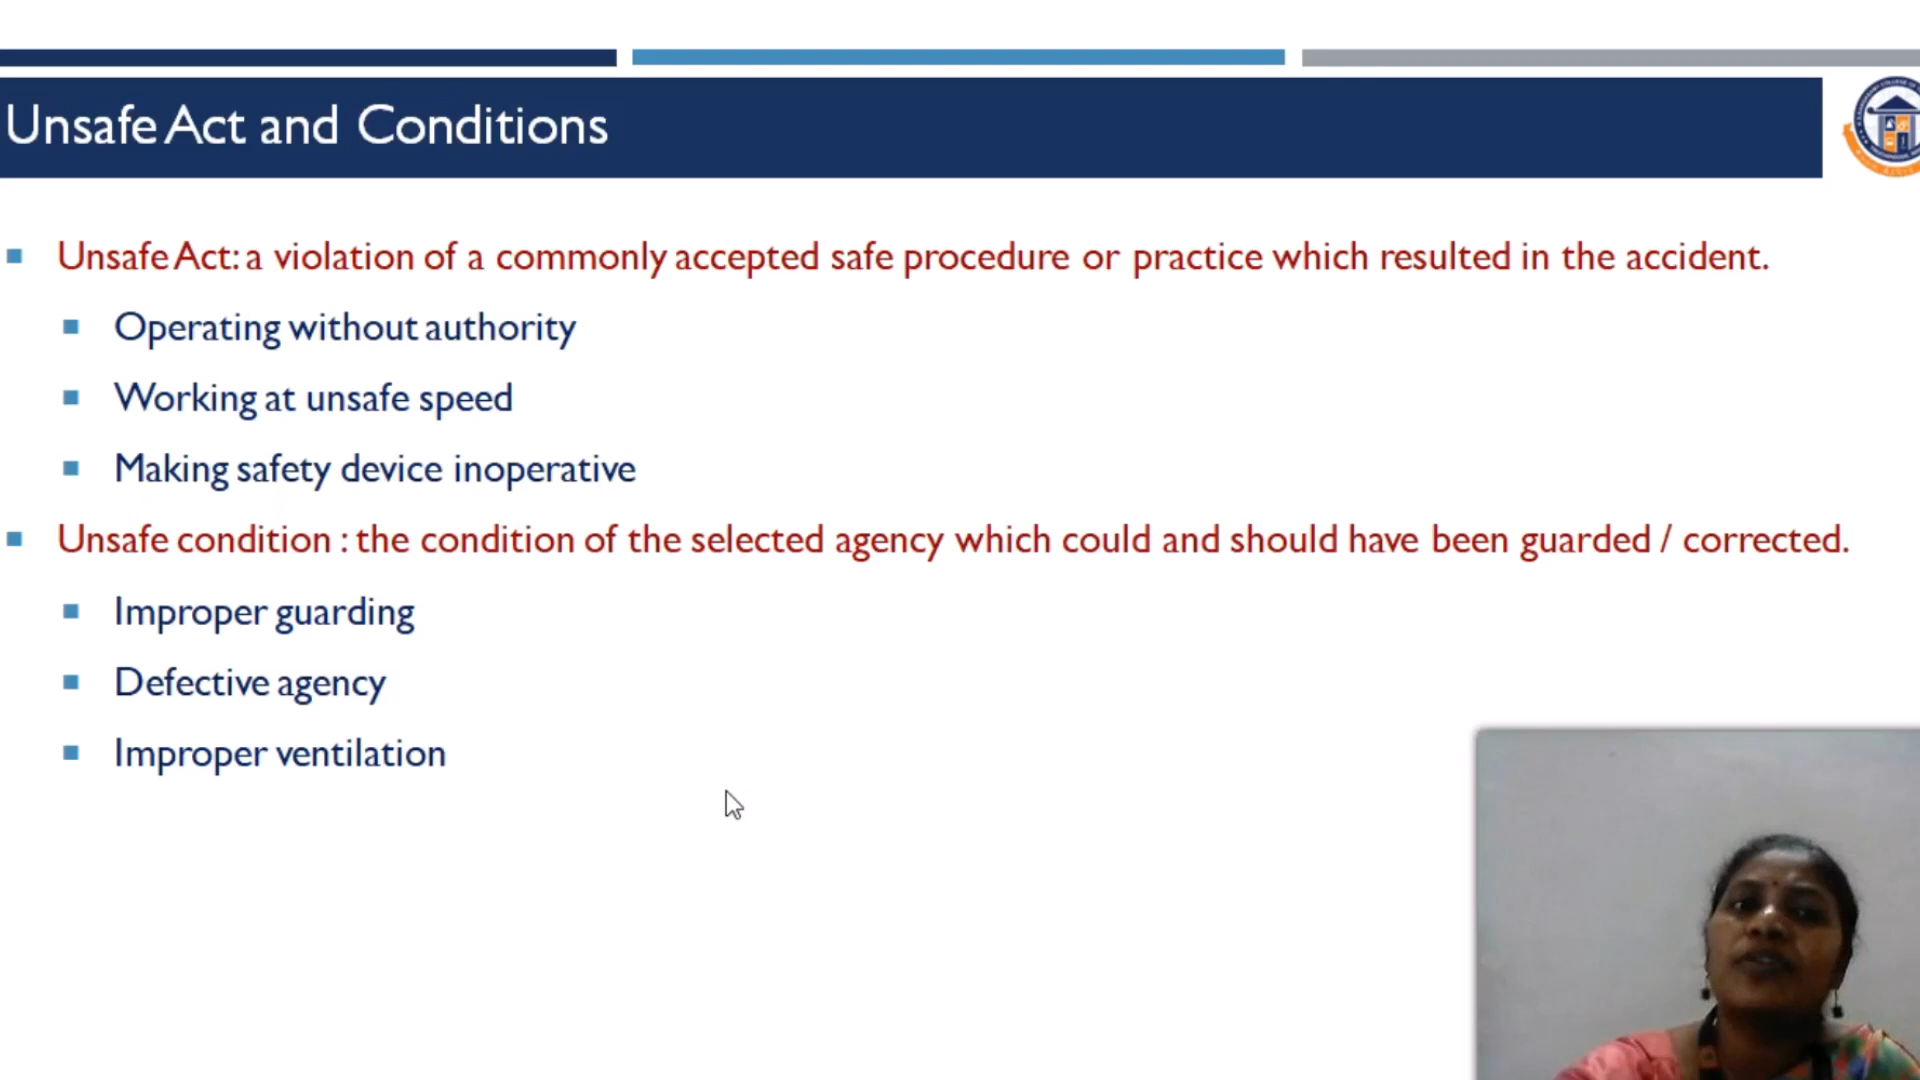 Unsafe Act and Conditions
Unsafe Act: a violation of a commonly accepted safe procedure or practice which resulted in the accident.
Operating without authority
Working at unsafe speed
Making safety device inoperative
Unsafe condition : the condition of the selected agency which could and should have been guarded / corrected.
Improper guarding
Defective agency
Improper ventilation